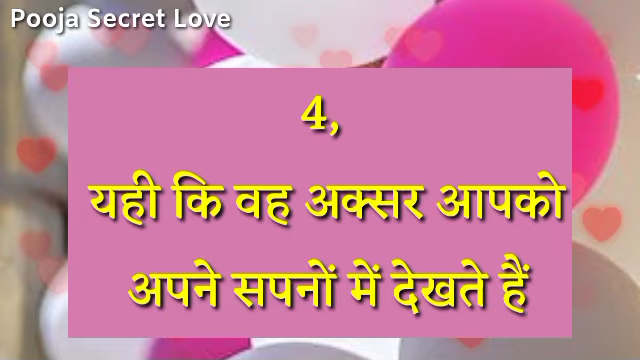 Pooja Secret Love
4,
यही कि वह अक्सर आपको
अपने सपनों में देखते हैं